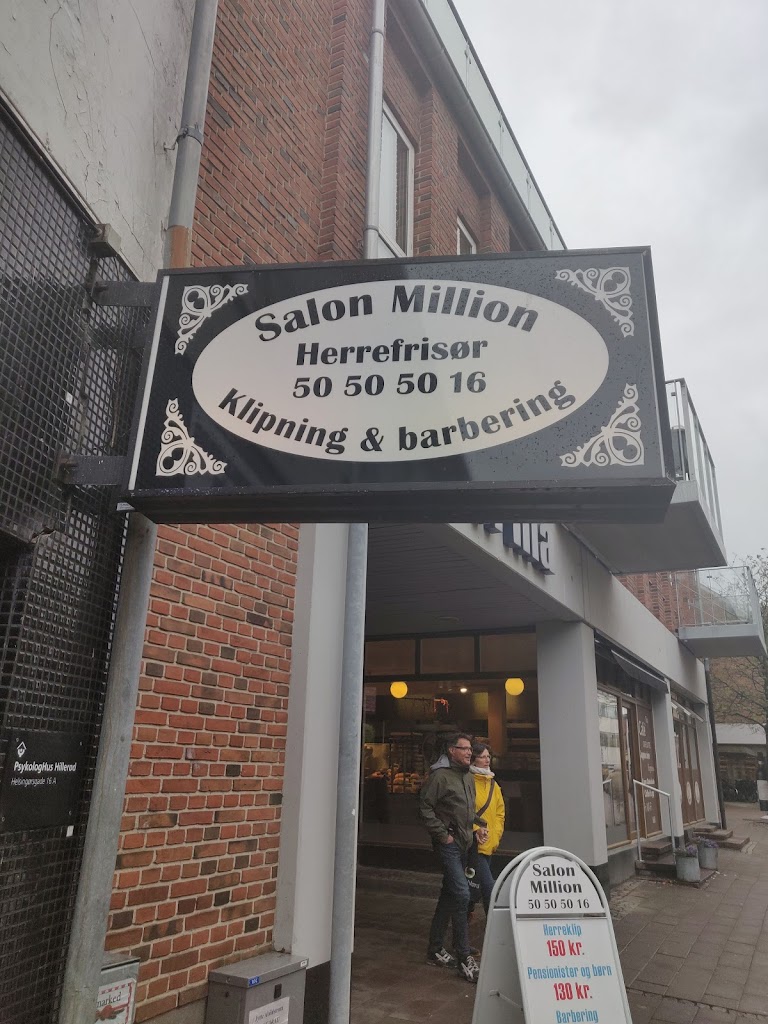 Salon Million
Herrefrisør
50 50 50 16
Klipning & barbering
PsykologHus Hillerød
Helsingørsgade 16 A
Salon
Million
50 50 50 16
Herreklip
150 kr.
Pensionister og børn
130 kr.
Barbering